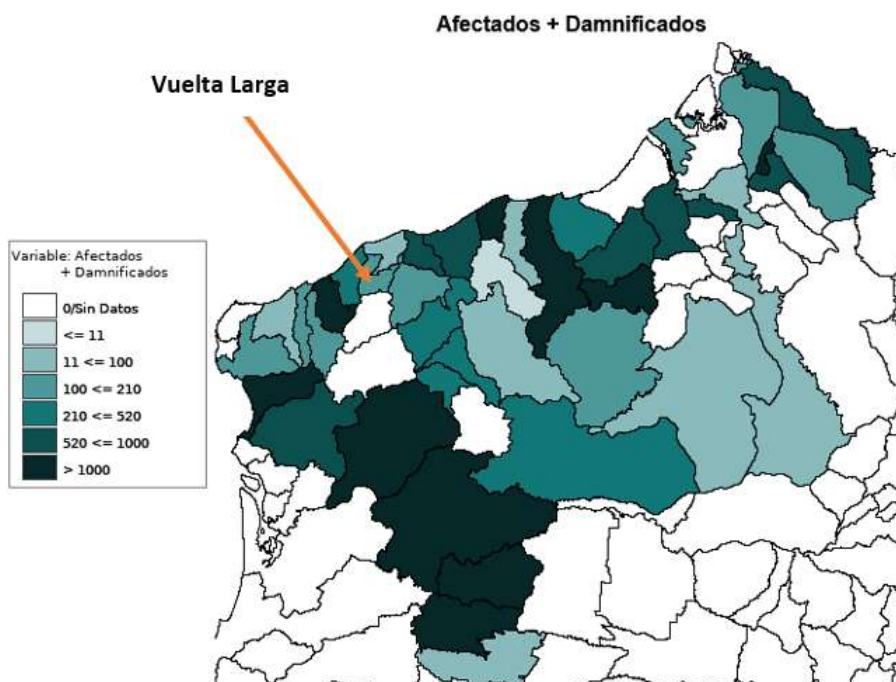 Afectados + Damnificados
Vuelta Larga
Variable: Afectados
+ Damnificados
0/Sin Datos
<= 11
11 <= 100
100 <= 210
210 <= 520
520 <= 1000
> 1000